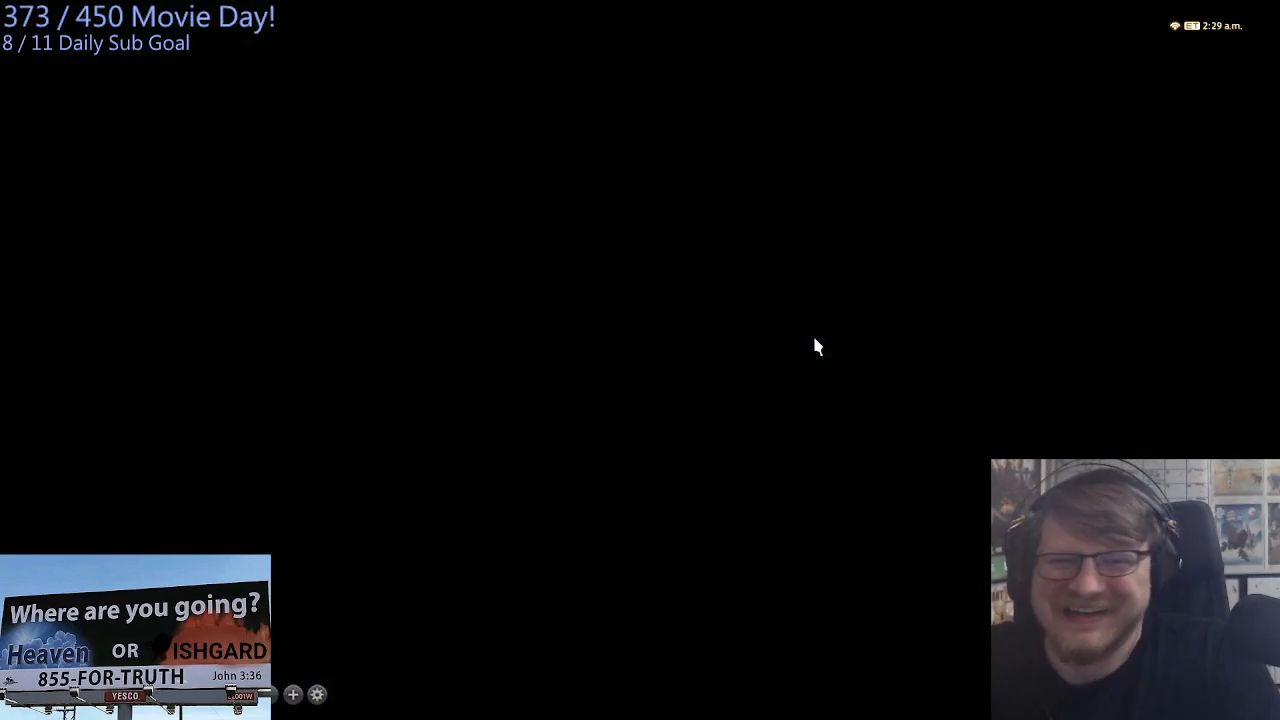 373 / 450 Movie Day!
8 / 11 Daily Sub Goal
ET 2:29 a.m.
Where are you going?
Heaven OR ISHGARD
855-FOR-TRUTH John 3:36
YESCO